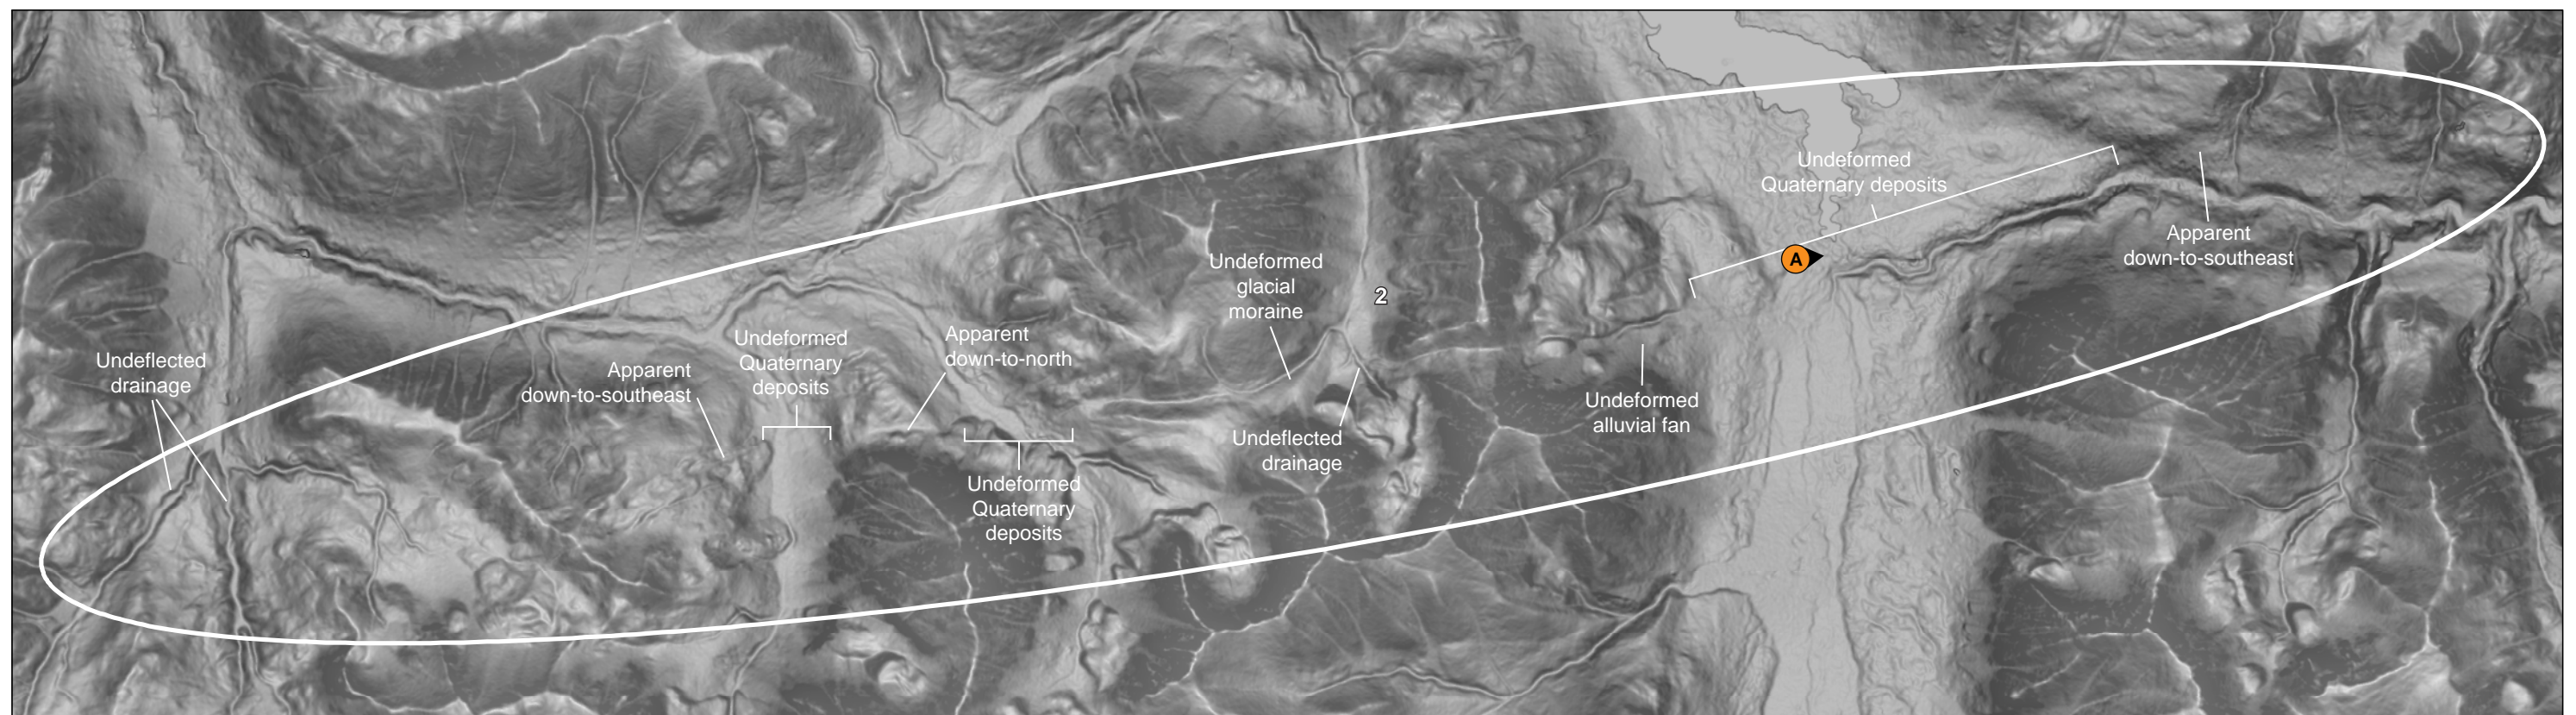 Undeflected
drainage
Apparent
down-to-southeast
Undeformed
Quaternary
deposits
Apparent
down-to-north
Undeformed
Quaternary
deposits
Undeformed
glacial
moraine
2
Undeflected
drainage
Undeformed
alluvial fan
Undeformed
Quaternary deposits
A
Apparent
down-to-southeast